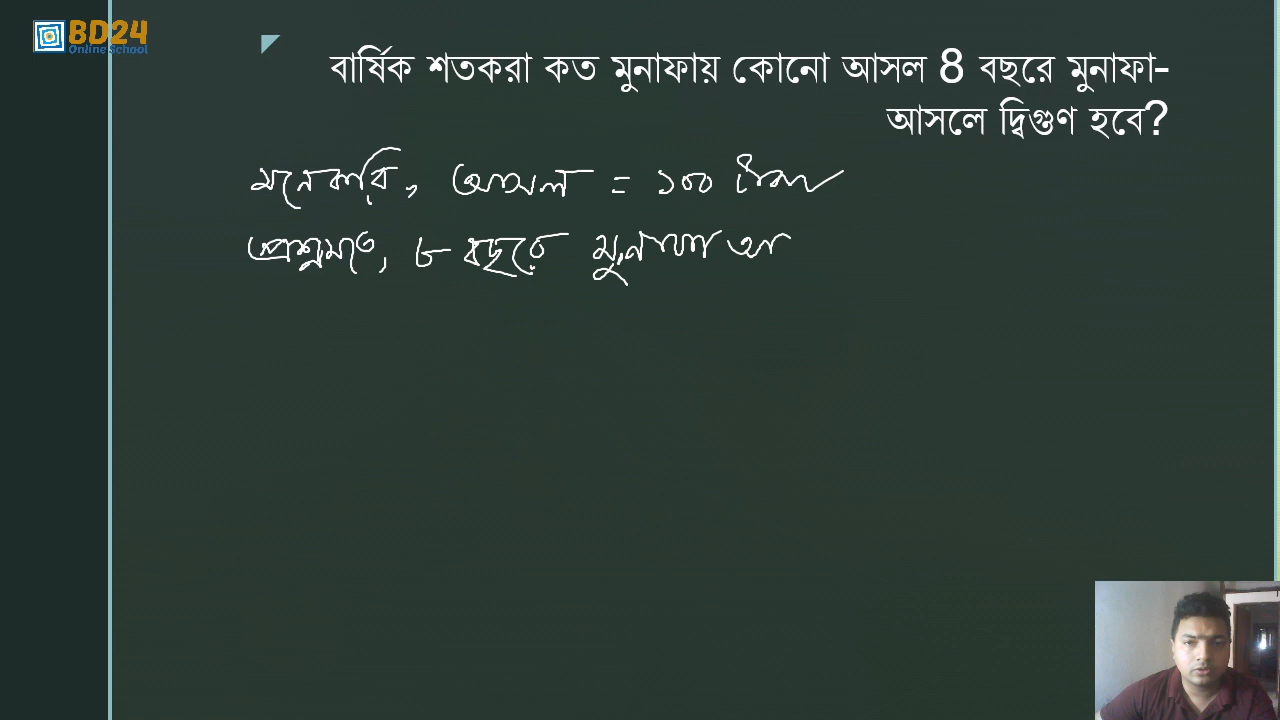 BD24
Online School
বার্ষিক শতকরা কত মুনাফায় কোনো আসল 8 বছরে মুনাফা-
আসলে দ্বিগুণ হবে?
মনেকরি, আসল = ১০০ টাকা
প্রশ্নমতে, ৮ বছরে মুনাফা আ